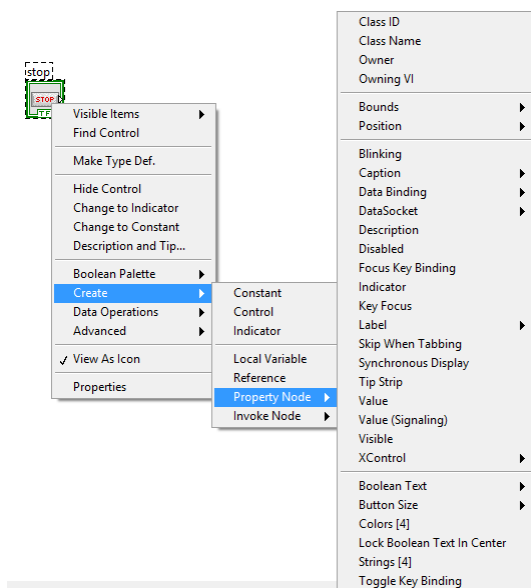 stop
STOP
TF
Visible Items
Find Control
Make Type Def.
Hide Control
Change to Indicator
Change to Constant
Description and Tip...
Boolean Palette
Create
Data Operations
Advanced
View As Icon
Properties
Constant
Control
Indicator
Local Variable
Reference
Property Node
Invoke Node
Class ID
Class Name
Owner
Owning VI
Bounds
Position
Blinking
Caption
Data Binding
DataSocket
Description
Disabled
Focus Key Binding
Indicator
Key Focus
Label
Skip When Tabbing
Synchronous Display
Tip Strip
Value
Value (Signaling)
Visible
XControl
Boolean Text
Button Size
Colors [4]
Lock Boolean Text In Center
Strings [4]
Toggle Key Binding